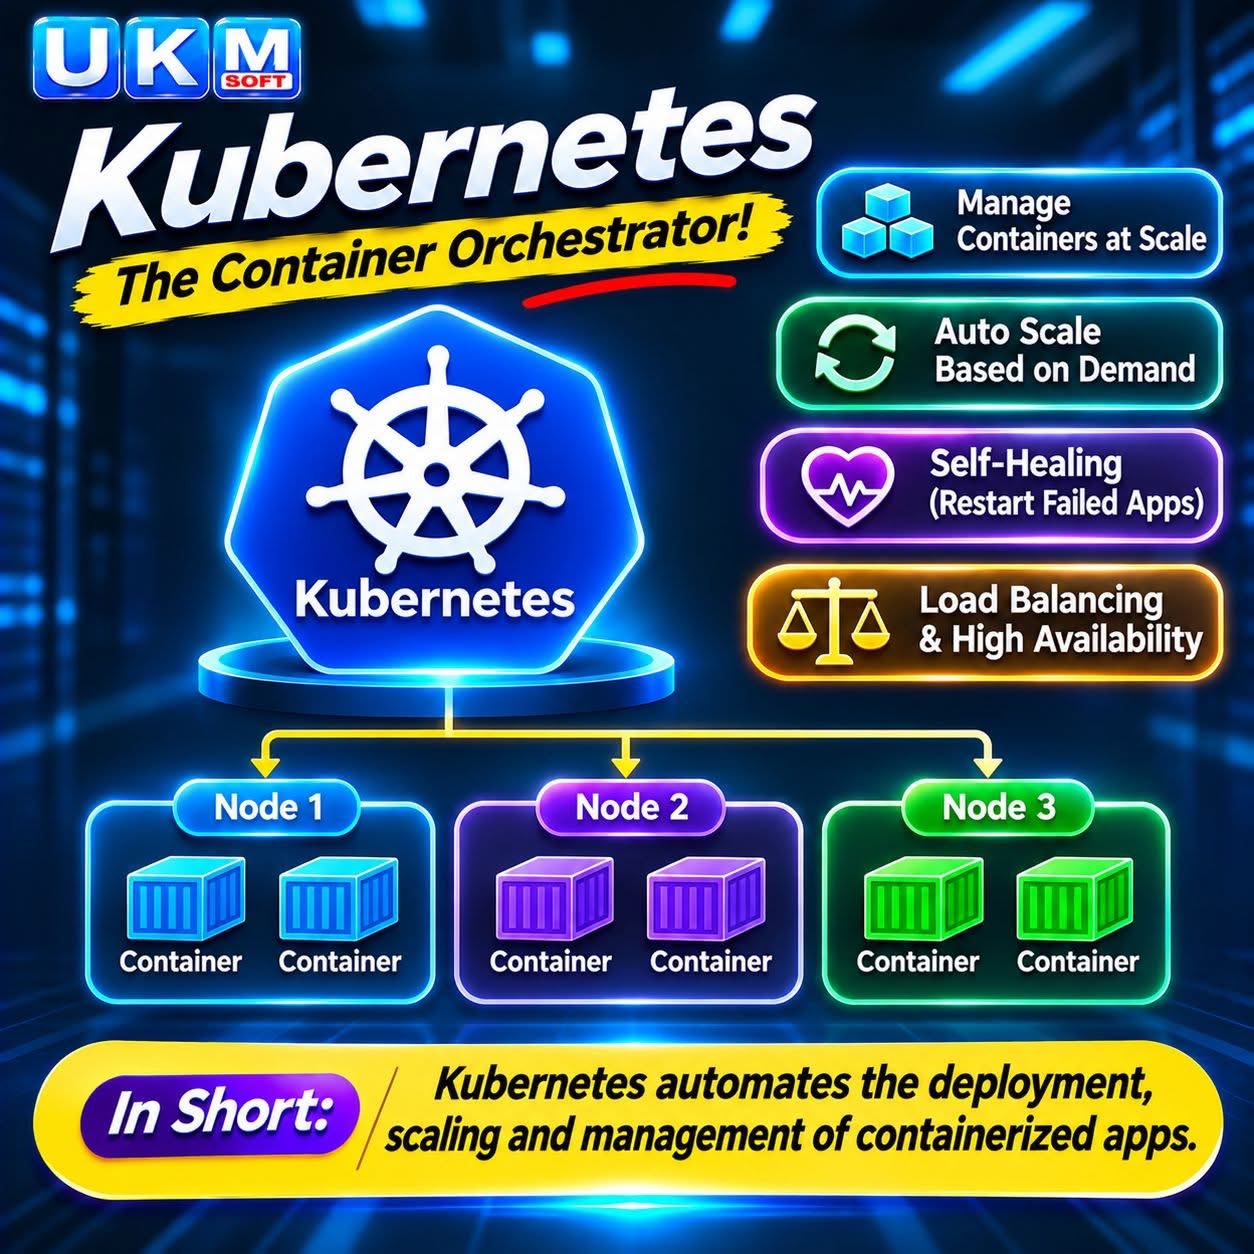 UKM
SOFT
Kubernetes
The Container Orchestrator!
Manage
Containers at Scale
Auto Scale
Based on Demand
Self-Healing
(Restart Failed Apps)
Load Balancing
& High Availability
Kubernetes
Node 1
Container
Container
Node 2
Container
Container
Node 3
Container
Container
In Short:
Kubernetes automates the deployment,
scaling and management of containerized apps.